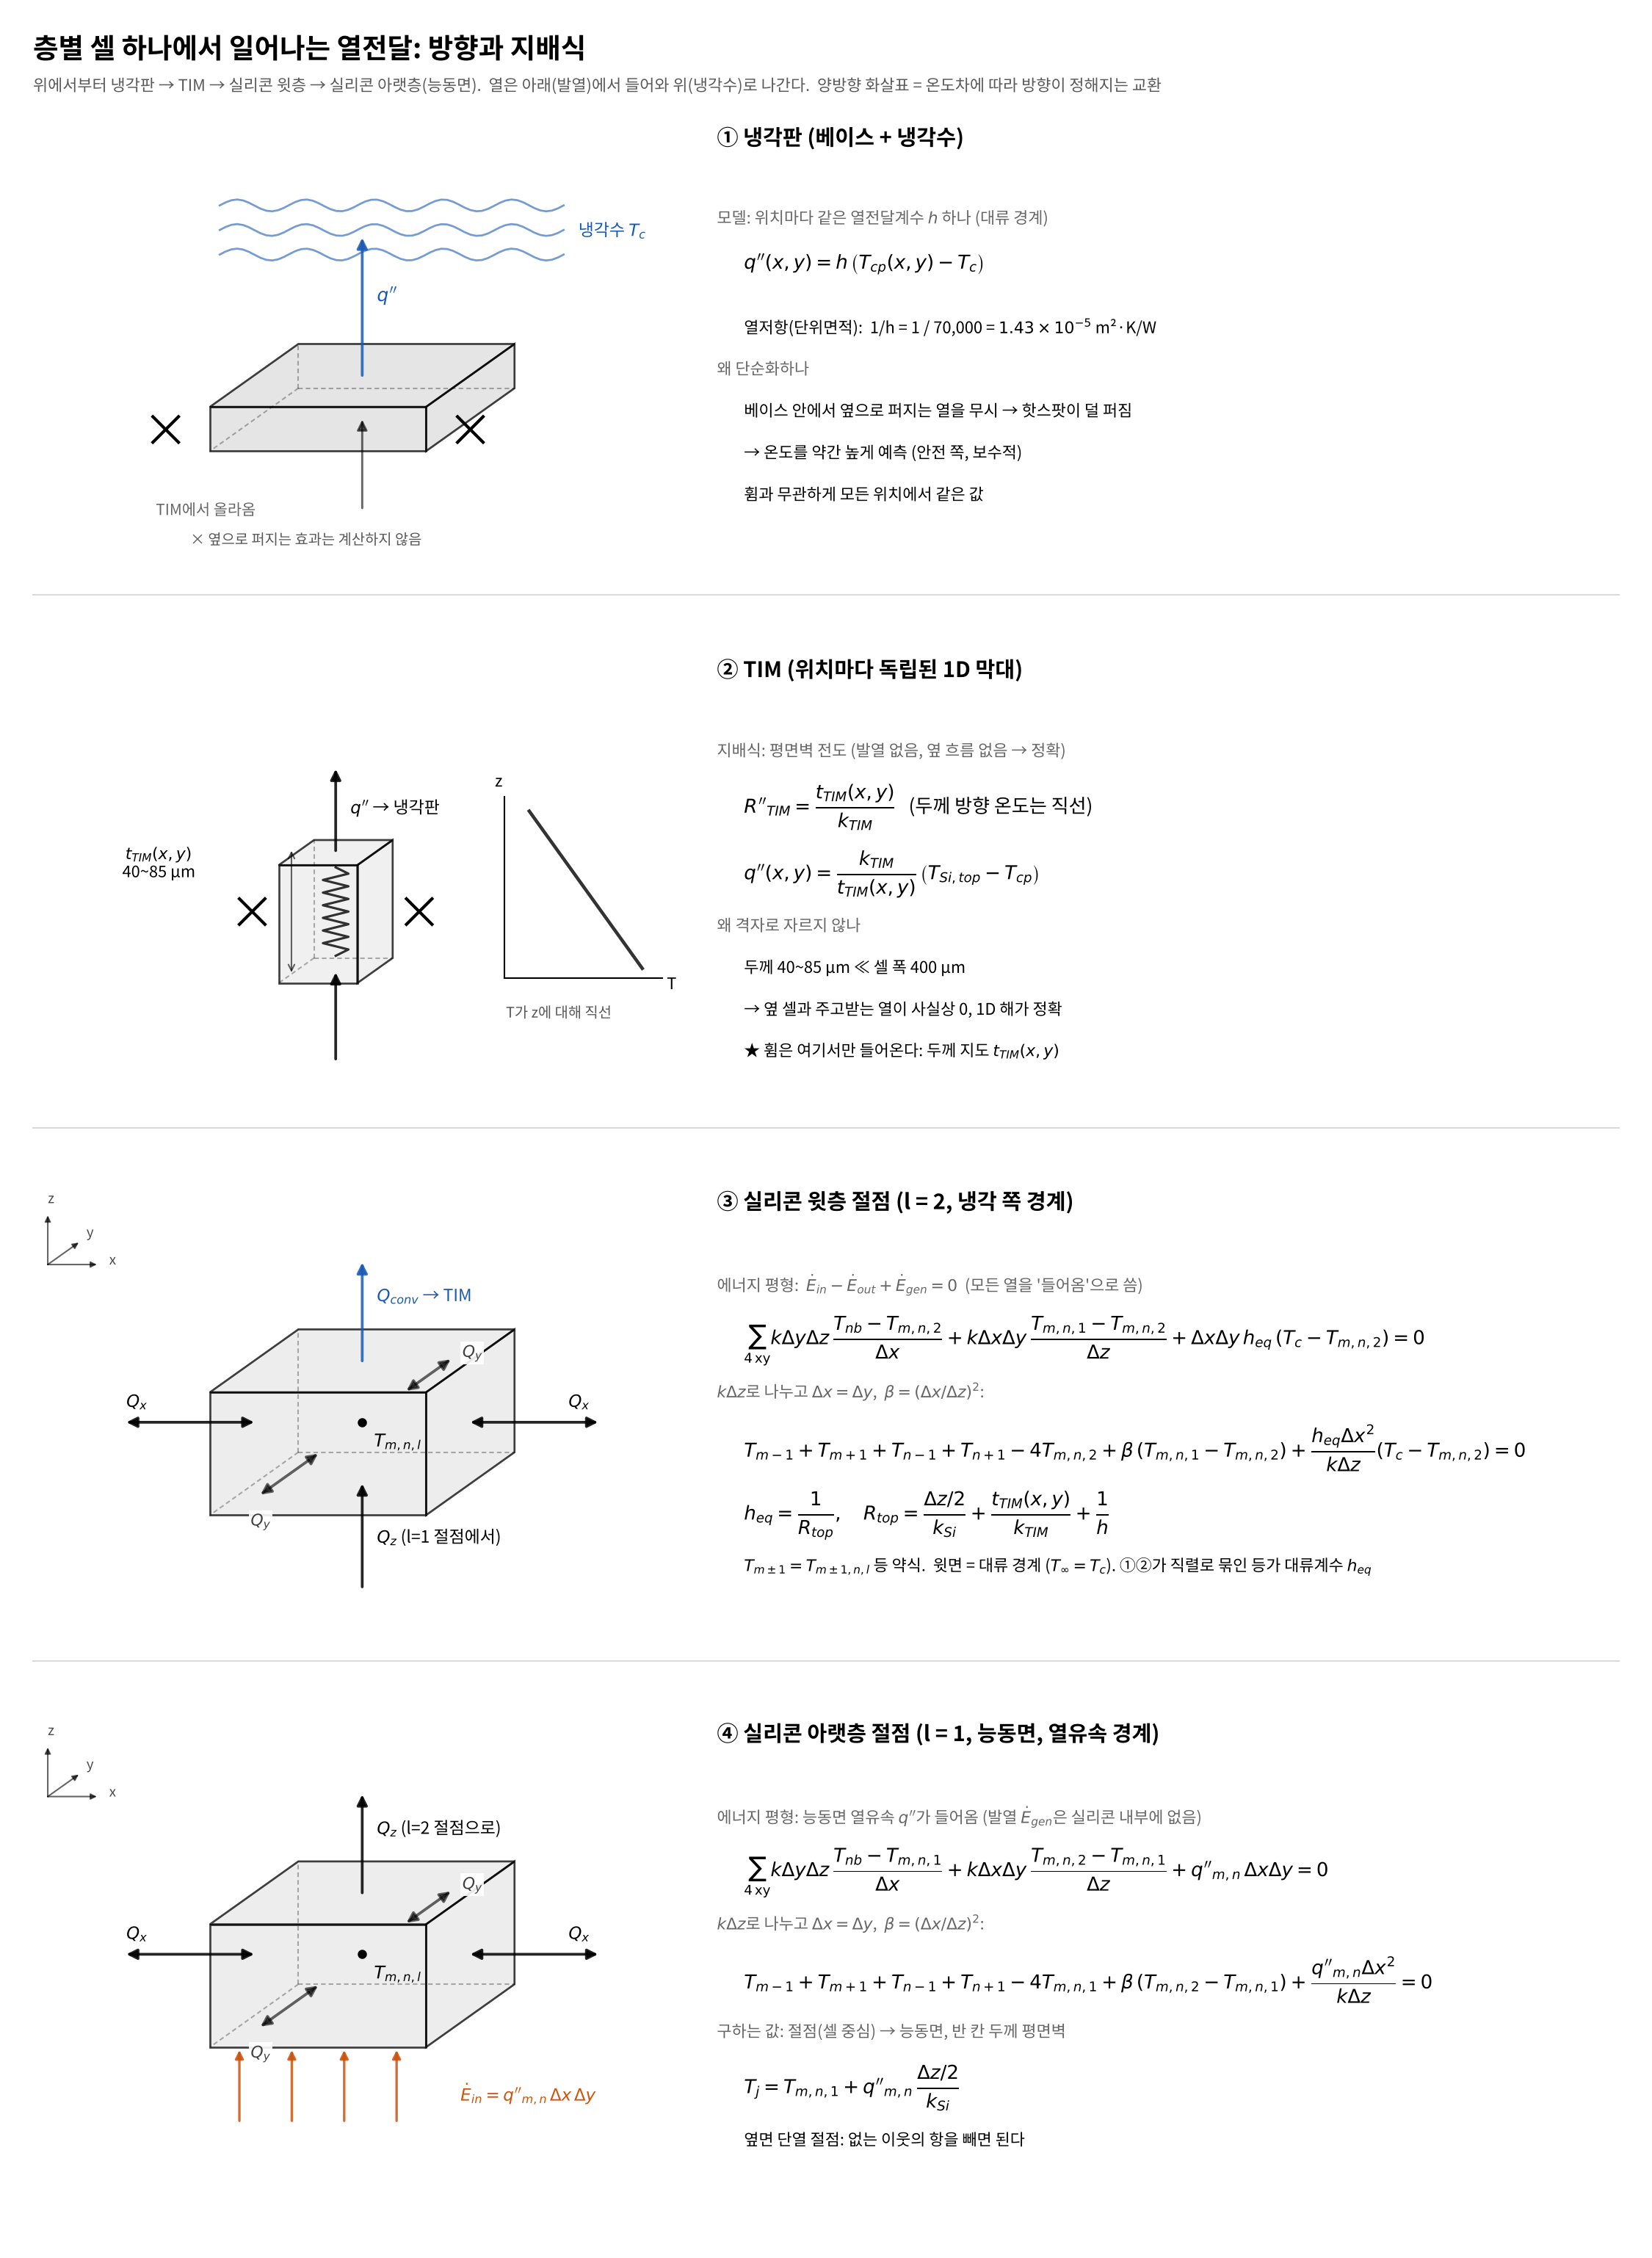 층별 셀 하나에서 일어나는 열전달: 방향과 지배식
위에서부터 냉각판 → TIM → 실리콘 윗층 → 실리콘 아랫층(능동면).  열은 아래(발열)에서 들어와 위(냉각수)로 나간다.  양방향 화살표 = 온도차에 따라 방향이 정해지는 교환
① 냉각판 (베이스 + 냉각수)
냉각수 T_c
q″
TIM에서 올라옴
× 옆으로 퍼지는 효과는 계산하지 않음
모델: 위치마다 같은 열전달계수 h 하나 (대류 경계)
q″(x, y) = h (T_cp(x, y) − T_c)
열저항(단위면적):  1/h = 1 / 70,000 = 1.43 × 10⁻⁵ m²·K/W
왜 단순화하나
베이스 안에서 옆으로 퍼지는 열을 무시 → 핫스팟이 덜 퍼짐
→ 온도를 약간 높게 예측 (안전 쪽, 보수적)
휨과 무관하게 모든 위치에서 같은 값
② TIM (위치마다 독립된 1D 막대)
q″ → 냉각판
t_TIM(x, y)
40~85 µm
z
T
T가 z에 대해 직선
지배식: 평면벽 전도 (발열 없음, 옆 흐름 없음 → 정확)
R″_TIM = t_TIM(x, y) / k_TIM (두께 방향 온도는 직선)
q″(x, y) = k_TIM / t_TIM(x, y) (T_Si, top − T_cp)
왜 격자로 자르지 않나
두께 40~85 µm ≪ 셀 폭 400 µm
→ 옆 셀과 주고받는 열이 사실상 0, 1D 해가 정확
★ 휨은 여기서만 들어온다: 두께 지도 t_TIM(x, y)
③ 실리콘 윗층 절점 (l = 2, 냉각 쪽 경계)
z
y
x
Q_conv → TIM
Q_y
Q_x
Q_x
T_m, n, l
Q_y
Q_z (l=1 절점에서)
에너지 평형: Ė_in − Ė_out + Ė_gen = 0  (모든 열을 '들어옴'으로 씀)
∑_4 xy kΔyΔz (T_nb − T_m, n, 2) / Δx + kΔxΔy (T_m, n, 1 − T_m, n, 2) / Δz + ΔxΔy h_eq (T_c − T_m, n, 2) = 0
kΔz로 나누고 Δx = Δy, β = (Δx/Δz)²:
T_m − 1 + T_m + 1 + T_n − 1 + T_n + 1 − 4T_m, n, 2 + β (T_m, n, 1 − T_m, n, 2) + h_eqΔx² / kΔz (T_c − T_m, n, 2) = 0
h_eq = 1 / R_top,   R_top = Δz/2 / k_Si + t_TIM(x, y) / k_TIM + 1 / h
T_m ± 1 = T_m ± 1, n, l 등 약식.  윗면 = 대류 경계 (T_∞ = T_c). ①②가 직렬로 묶인 등가 대류계수 h_eq
④ 실리콘 아랫층 절점 (l = 1, 능동면, 열유속 경계)
z
y
x
Q_z (l=2 절점으로)
Q_y
Q_x
Q_x
T_m, n, l
Q_y
Ė_in = q″_m, n Δx Δy
에너지 평형: 능동면 열유속 q″가 들어옴 (발열 Ė_gen은 실리콘 내부에 없음)
∑_4 xy kΔyΔz (T_nb − T_m, n, 1) / Δx + kΔxΔy (T_m, n, 2 − T_m, n, 1) / Δz + q″_m, n ΔxΔy = 0
kΔz로 나누고 Δx = Δy, β = (Δx/Δz)²:
T_m − 1 + T_m + 1 + T_n − 1 + T_n + 1 − 4T_m, n, 1 + β (T_m, n, 2 − T_m, n, 1) + q″_m, nΔx² / kΔz = 0
구하는 값: 절점(셀 중심) → 능동면, 반 칸 두께 평면벽
T_j = T_m, n, 1 + q″_m, n Δz/2 / k_Si
옆면 단열 절점: 없는 이웃의 항을 빼면 된다